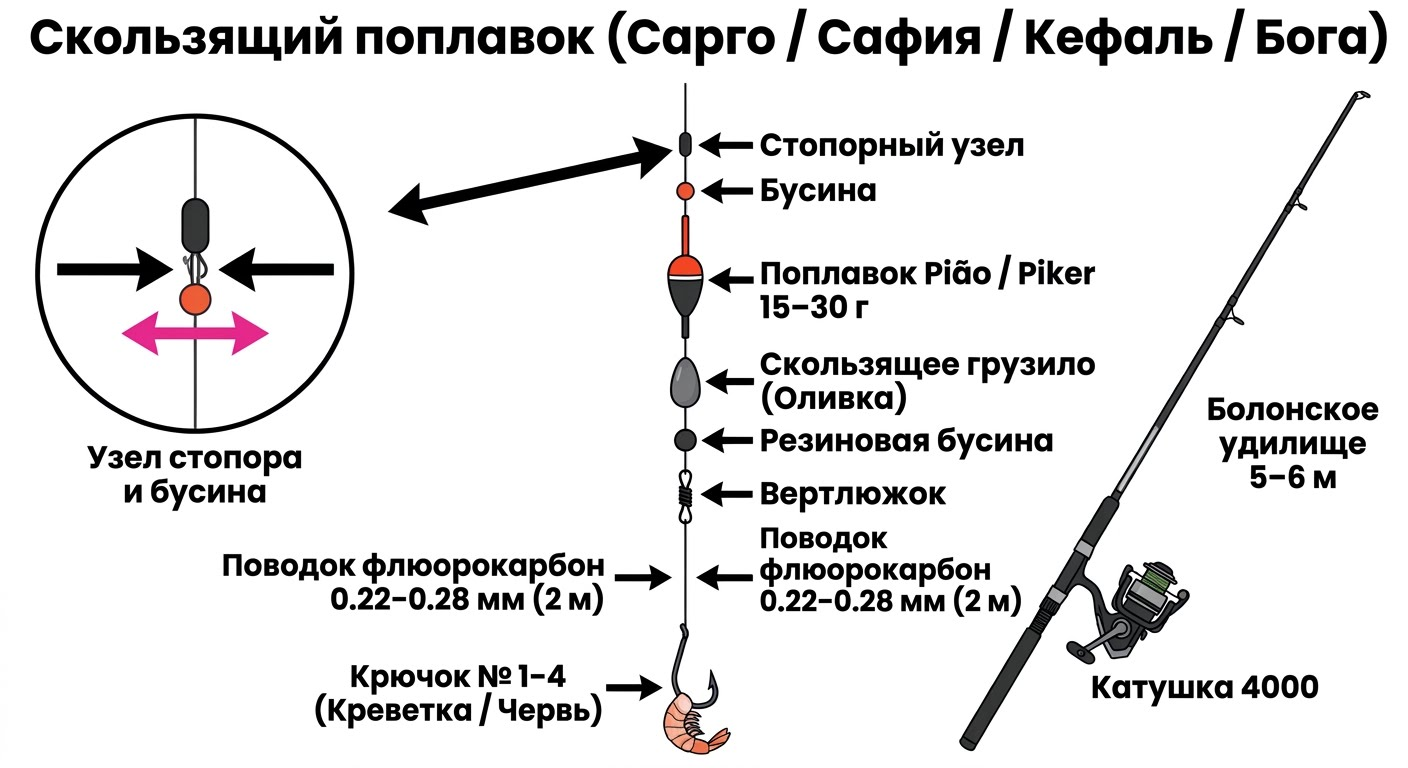 Скользящий поплавок (Сарго / Сафия / Кефаль / Бога)
Стопорный узел
Бусина
Поплавок Pião / Piker
15–30 г
Скользящее грузило
(Оливка)
Резиновая бусина
Вертлюжок
Поводок
флюорокарбон
0.22–0.28 мм (2 м)
Узел стопора
и бусина
Поводок флюорокарбон
0.22–0.28 мм (2 м)
Крючок № 1–4
(Креветка / Червь)
Болонское
удилище
5–6 м
Катушка 4000